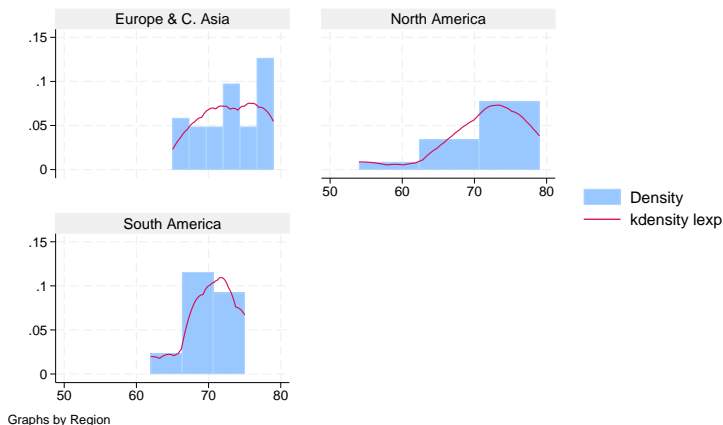 Europe & C. Asia
North America
.15
.1
.05
0
50 60 70 80
Density
kdensity lexp
South America
.15
.1
.05
0
50 60 70 80
Graphs by Region